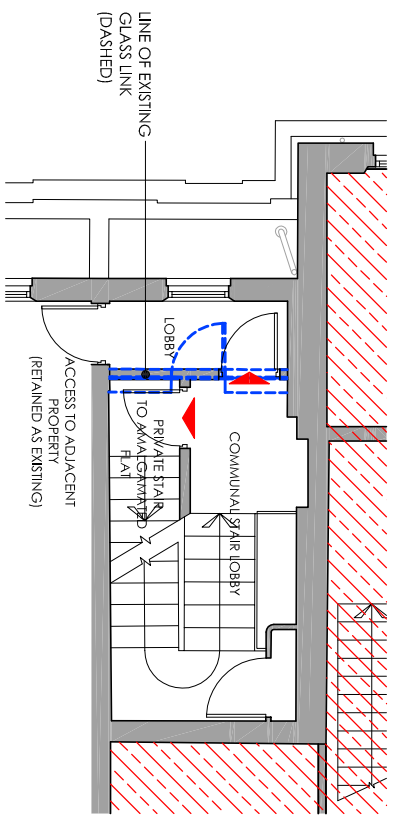 LINE OF EXISTING
GLASS LINK
(DASHED)
LOBBY
ACCESS TO ADJACENT
PROPERTY
(RETAINED AS EXISTING)
PRIVATE STAIR
TO AMALGAMATED
FLAT
COMMUNAL STAIR LOBBY